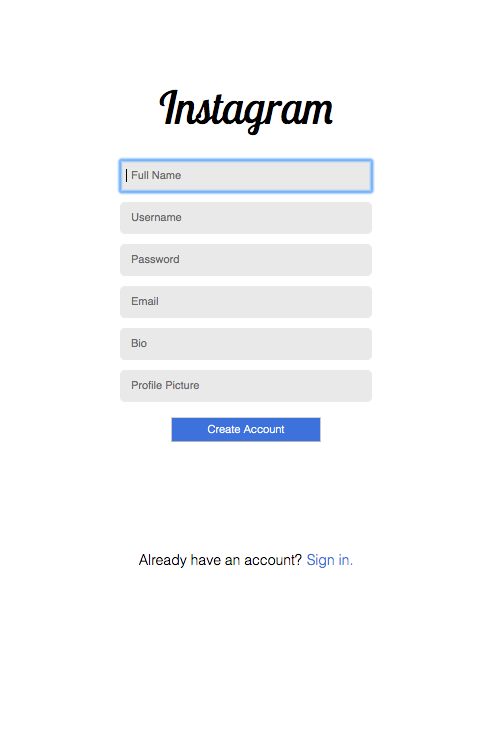 Instagram
Full Name
Username
Password
Email
Bio
Profile Picture
Create Account
Already have an account? Sign in.